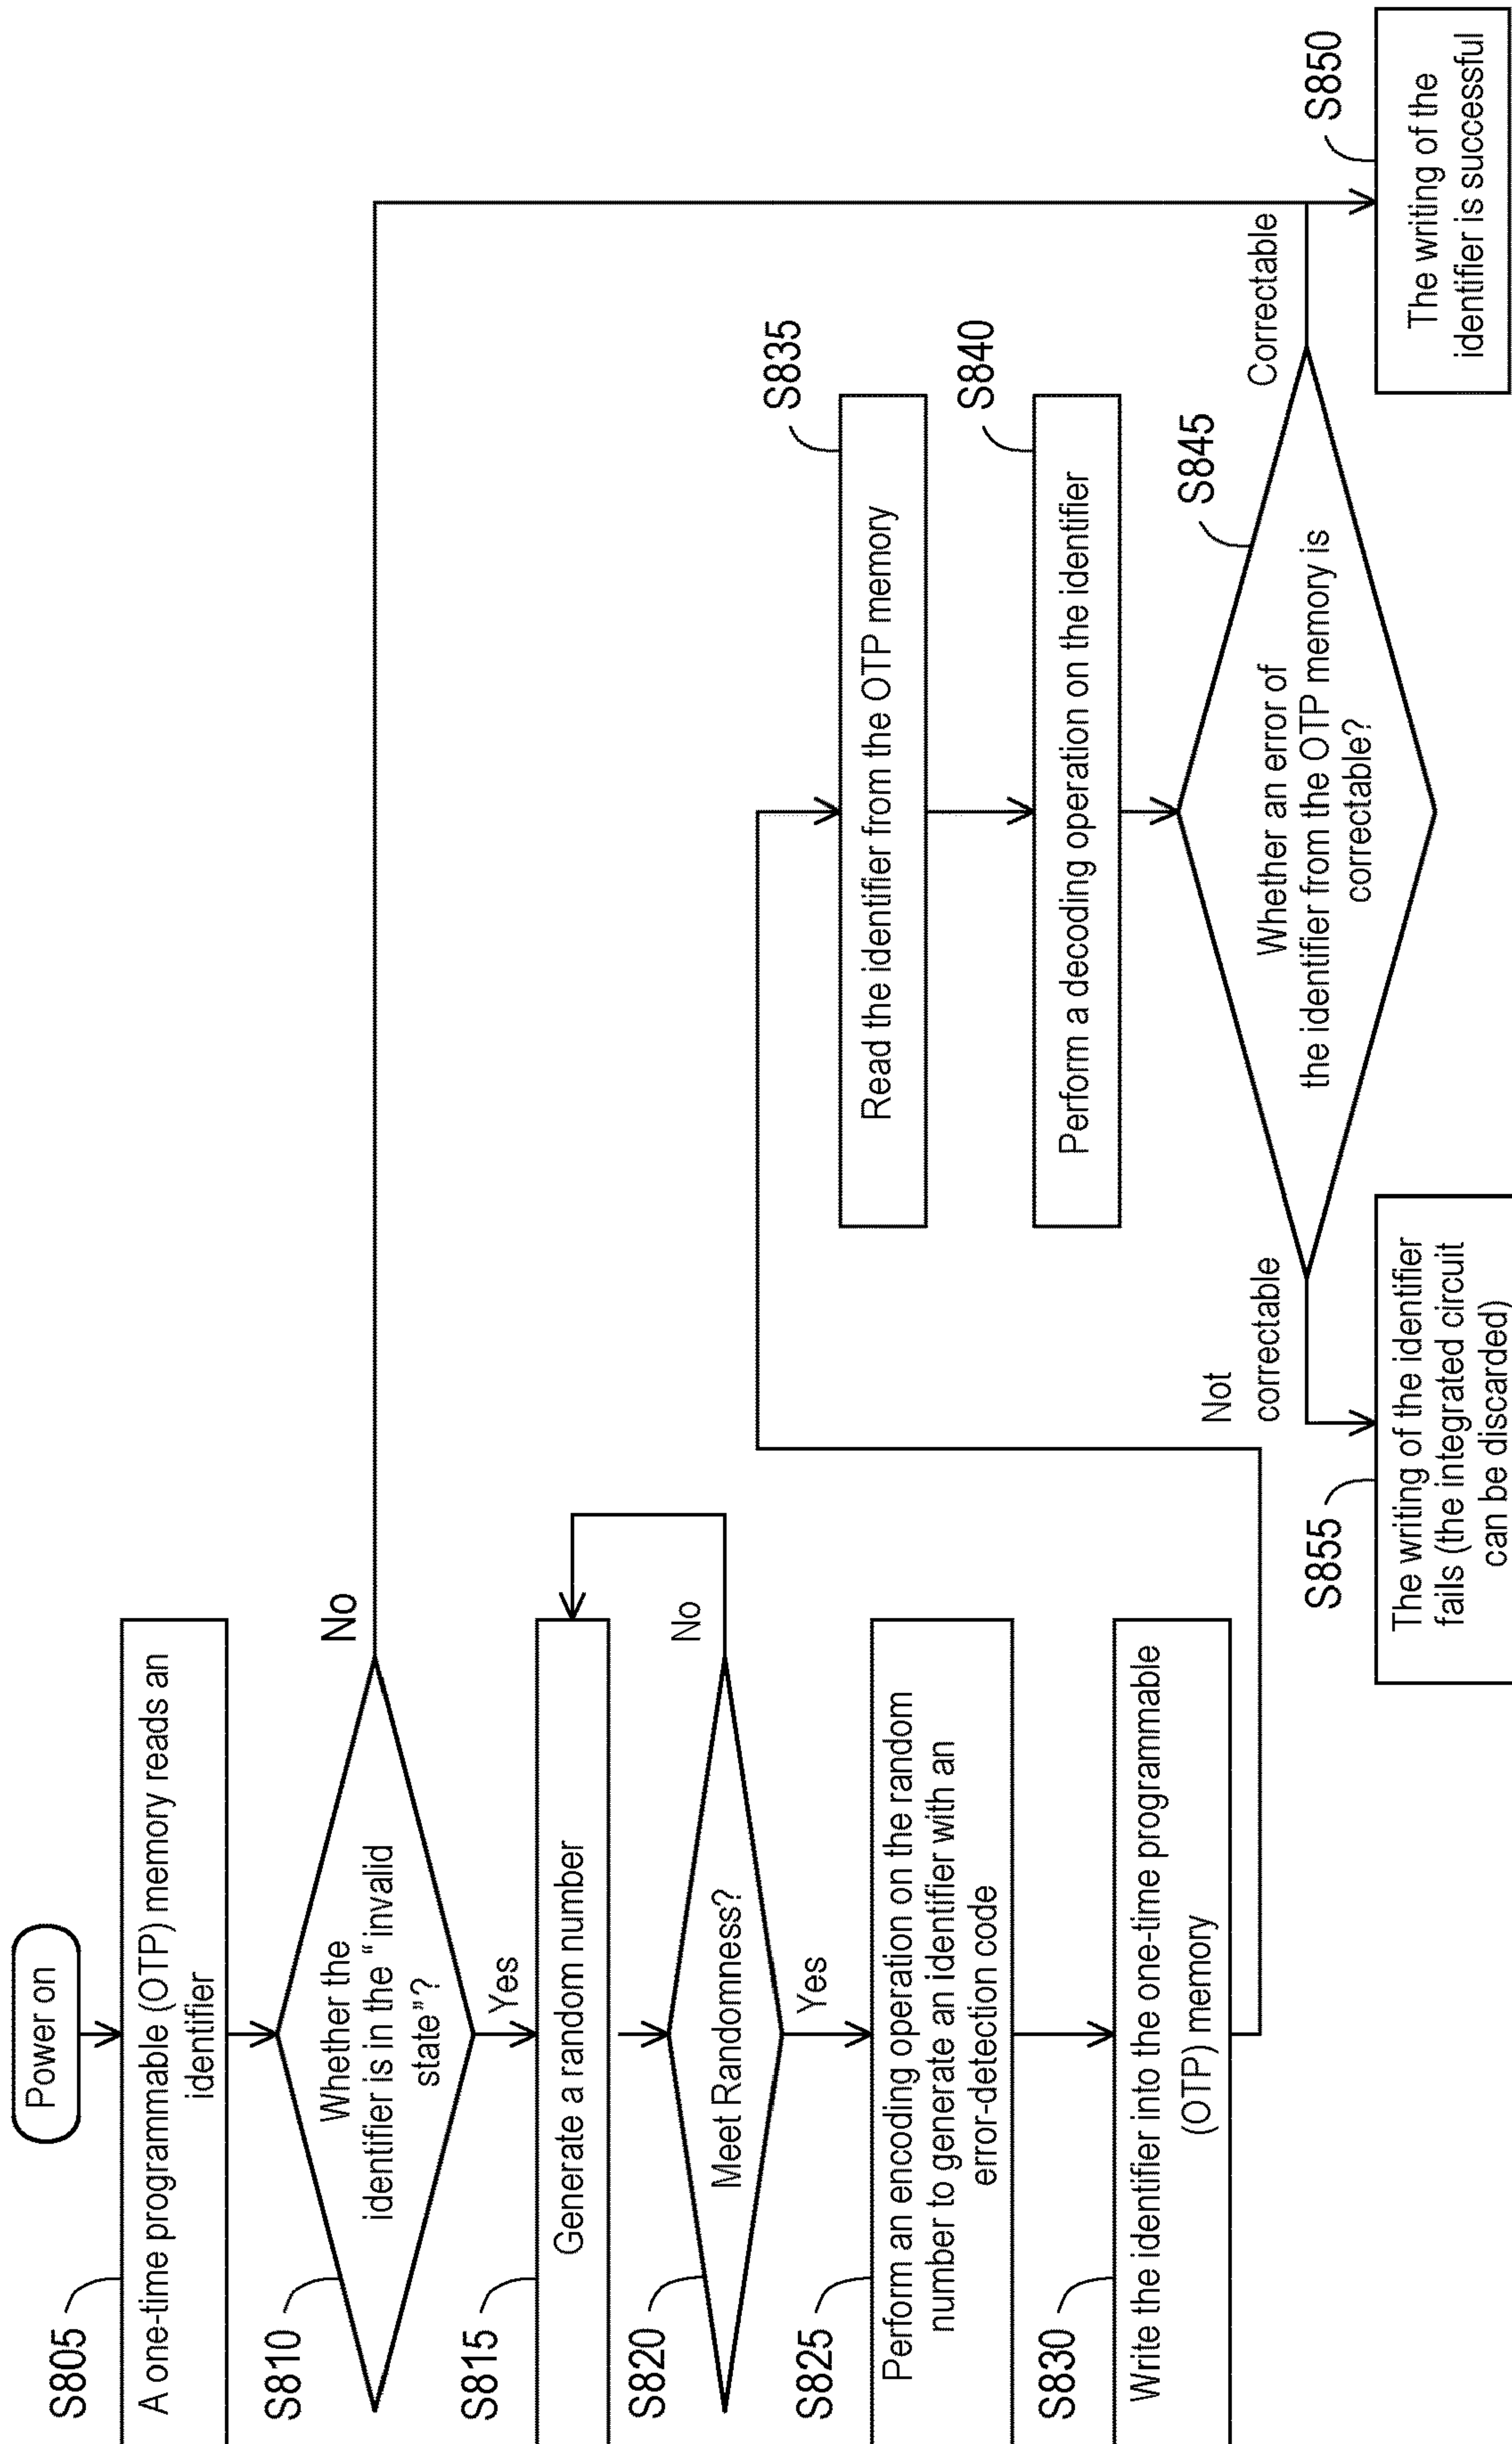 Power on
S805
A one-time programmable (OTP) memory reads an
identifier
S810
Whether the
identifier is in the “ invalid
state”?
No
Yes
S815
Generate a random number
S820
Meet Randomness?
No
Yes
S825
Perform an encoding operation on the random
number to generate an identifier with an
error-detection code
S830
Write the identifier into the one-time programmable
(OTP) memory
S835
Read the identifier from the OTP memory
S840
Perform a decoding operation on the identifier
S845
Whether an error of
the identifier from the OTP memory is
correctable?
Not
correctable
Correctable
S855
The writing of the identifier
fails (the integrated circuit
can be discarded)
S850
The writing of the
identifier is successful